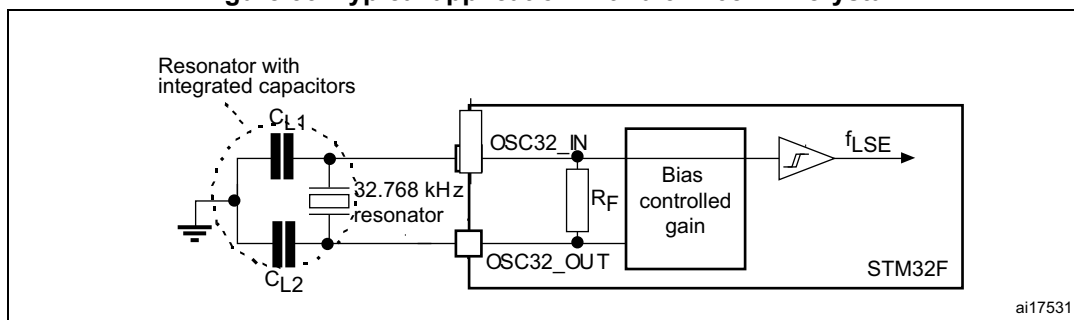 Resonator with
integrated capacitors
CL1
OSC32_IN
fLSE
32.768 kHz
resonator
RF
Bias
controlled
gain
OSC32_OUT
STM32F
CL2
ai17531